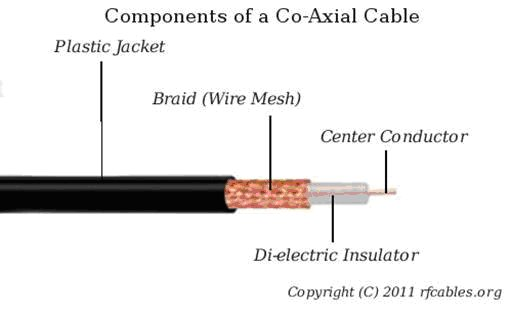 Components of a Co-Axial Cable
Plastic Jacket
Braid (Wire Mesh)
Center Conductor
Di-electric Insulator
Copyright (C) 2011 rfcables.org